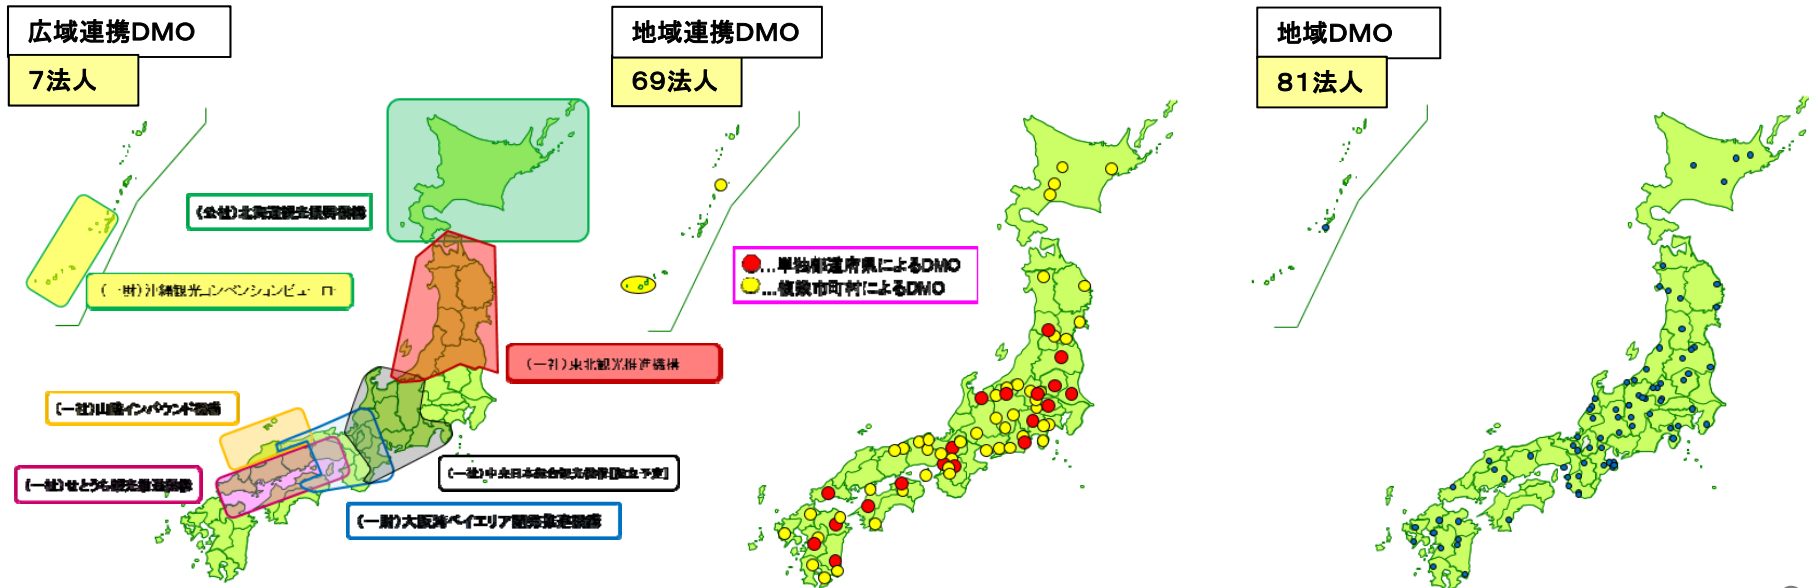 広域連携DMO
7法人
(公社)北海道観光振興機構
(一財)沖縄観光コンベンションビューロー
(一社)東北観光推進機構
(一社)山陰インバウンド機構
(一社)せとうち観光推進機構
(一社)中央日本総合観光機構[設立予定]
(一財)大阪湾ベイエリア開発推進機構
地域連携DMO
69法人
●…単独都道府県によるDMO
●…複数市町村によるDMO
地域DMO
81法人